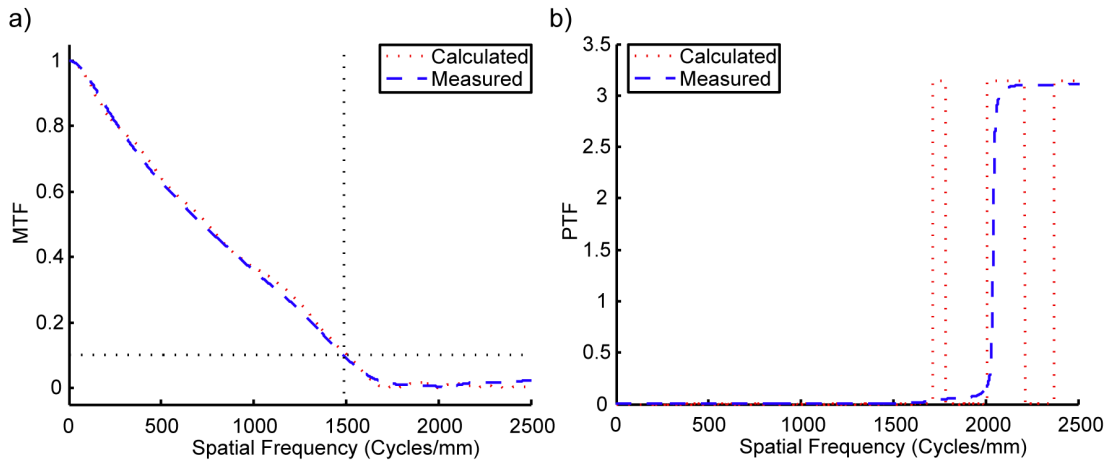 a)
1
0.8
0.6
0.4
0.2
0
MTF
0
500
1000
1500
2000
2500
Spatial Frequency (Cycles/mm)
Calculated
Measured
b)
3.5
3
2.5
2
1.5
1
0.5
0
PTF
0
500
1000
1500
2000
2500
Spatial Frequency (Cycles/mm)
Calculated
Measured